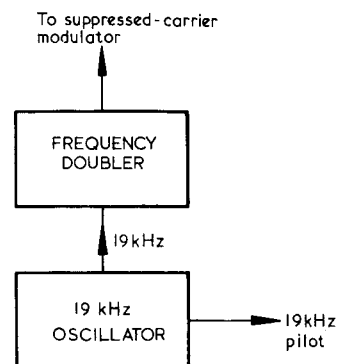 To suppressed-carrier
modulator
FREQUENCY
DOUBLER
19kHz
19 kHz
OSCILLATOR
19kHz
pilot